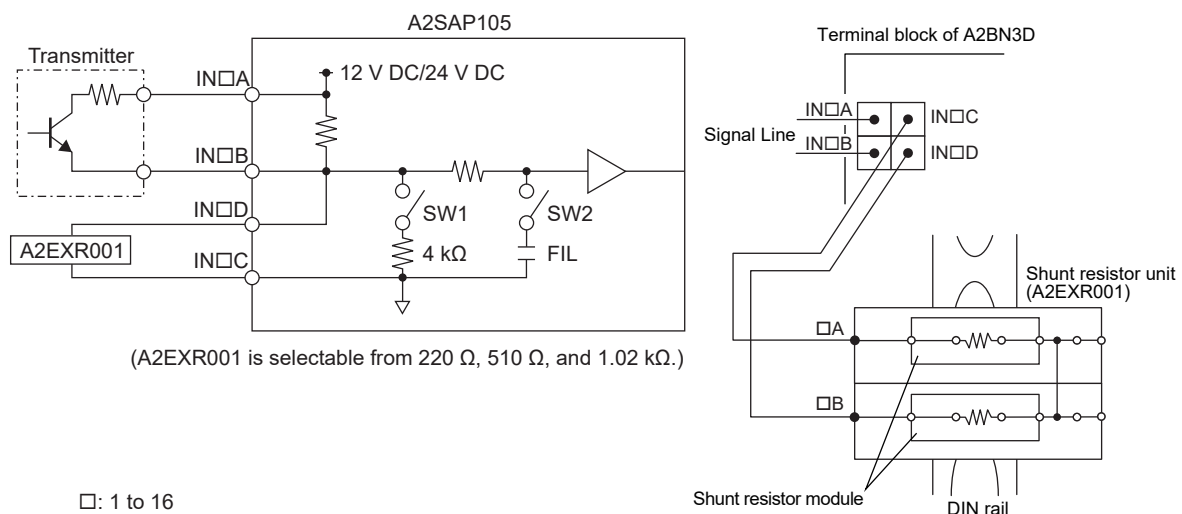 A2SAP105
Transmitter
IN□A
12 V DC/24 V DC
IN□B
IN□D
SW1
SW2
A2EXR001
IN□C
4 kΩ
FIL
(A2EXR001 is selectable from 220 Ω, 510 Ω, and 1.02 kΩ.)
□: 1 to 16
Terminal block of A2BN3D
IN□A
IN□C
Signal Line
IN□B
IN□D
Shunt resistor unit
(A2EXR001)
□A
□B
Shunt resistor module
DIN rail